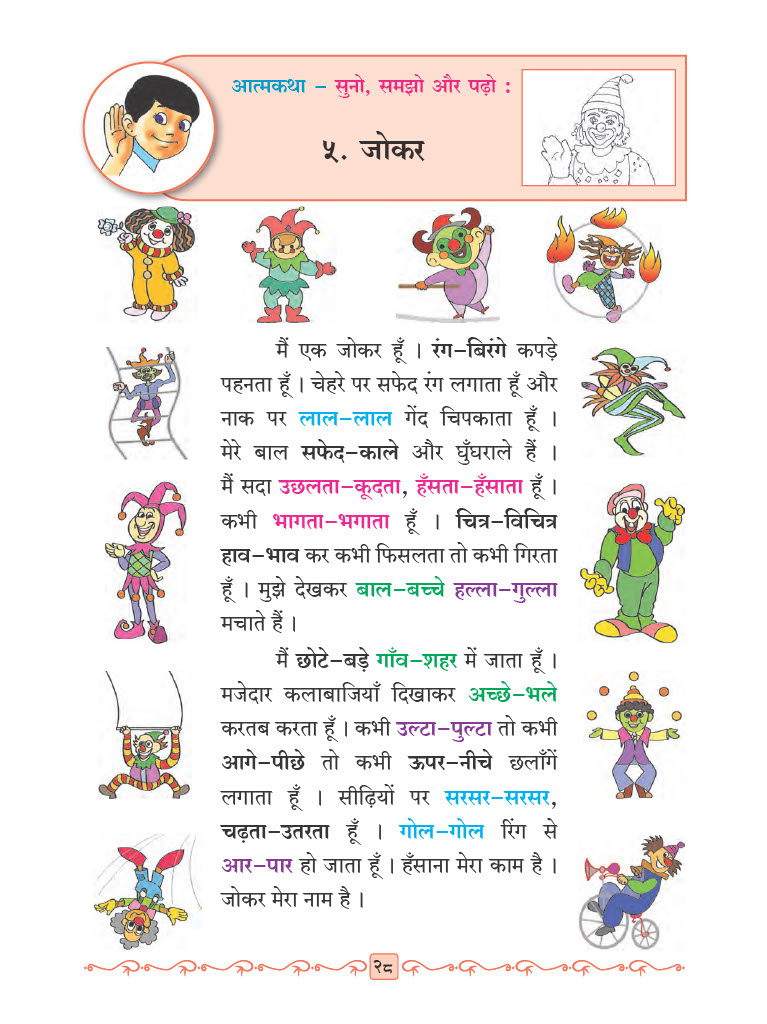 आत्मकथा – सुनो, समझो और पढ़ो :
५. जोकर
मैं एक जोकर हूँ । रंग-बिरंगे कपड़े
पहनता हूँ । चेहरे पर सफेद रंग लगाता हूँ और
नाक पर लाल-लाल गेंद चिपकाता हूँ ।
मेरे बाल सफेद-काले और घुँघराले हैं ।
मैं सदा उछलता-कूदता, हँसता-हँसाता हूँ ।
कभी भागता-भगाता हूँ । चित्र-विचित्र
हाव-भाव कर कभी फिसलता तो कभी गिरता
हूँ । मुझे देखकर बाल-बच्चे हल्ला-गुल्ला
मचाते हैं ।
मैं छोटे-बड़े गाँव-शहर में जाता हूँ ।
मजेदार कलाबाजियाँ दिखाकर अच्छे-भले
करतब करता हूँ । कभी उल्टा-पुल्टा तो कभी
आगे-पीछे तो कभी ऊपर-नीचे छलाँगें
लगाता हूँ । सीढ़ियों पर सरसर-सरसर,
चढ़ता-उतरता हूँ । गोल-गोल रिंग से
आर-पार हो जाता हूँ । हँसाना मेरा काम है ।
जोकर मेरा नाम है ।
२८